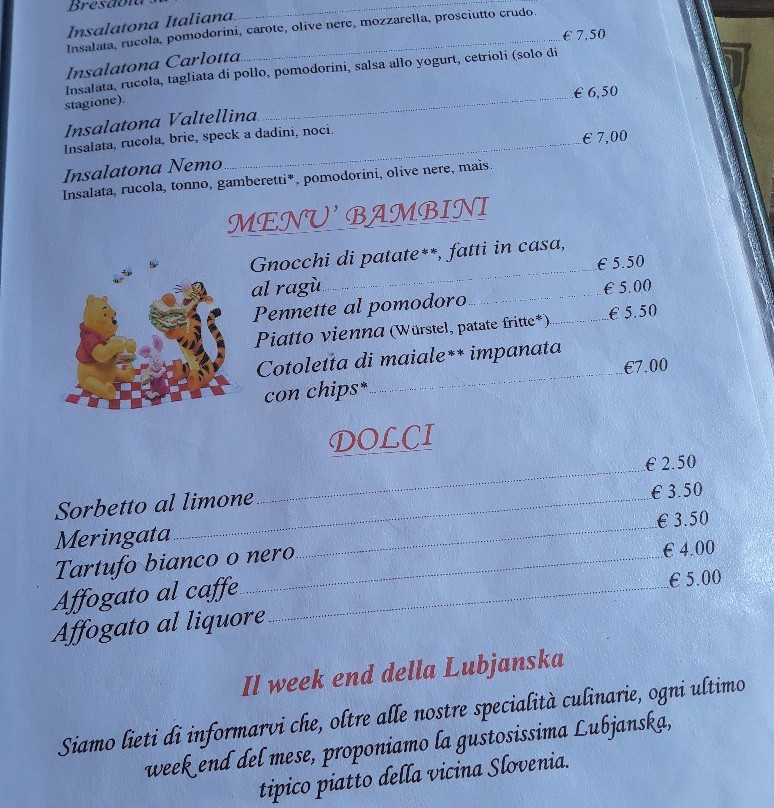 Bresaola su
Insalatona Italiana
Insalata, rucola, pomodorini, carote, olive nere, mozzarella, prosciutto crudo.
Insalatona Carlotta € 7,50
Insalata, rucola, tagliata di pollo, pomodorini, salsa allo yogurt, cetrioli (solo di
stagione).
Insalatona Valtellina € 6,50
Insalata, rucola, brie, speck a dadini, noci.
Insalatona Nemo € 7,00
Insalata, rucola, tonno, gamberetti*, pomodorini, olive nere, mais.
MENU' BAMBINI
Gnocchi di patate**, fatti in casa,
al ragù € 5.50
Pennette al pomodoro € 5.00
Piatto vienna (Würstel, patate fritte*) € 5.50
Cotoletta di maiale** impanata
con chips* €7.00
DOLCI
Sorbetto al limone € 2.50
Meringata € 3.50
Tartufo bianco o nero € 3.50
Affogato al caffe € 4.00
Affogato al liquore € 5.00
Il week end della Lubjanska
Siamo lieti di informarvi che, oltre alle nostre specialità culinarie, ogni ultimo
week end del mese, proponiamo la gustosissima Lubjanska,
tipico piatto della vicina Slovenia.